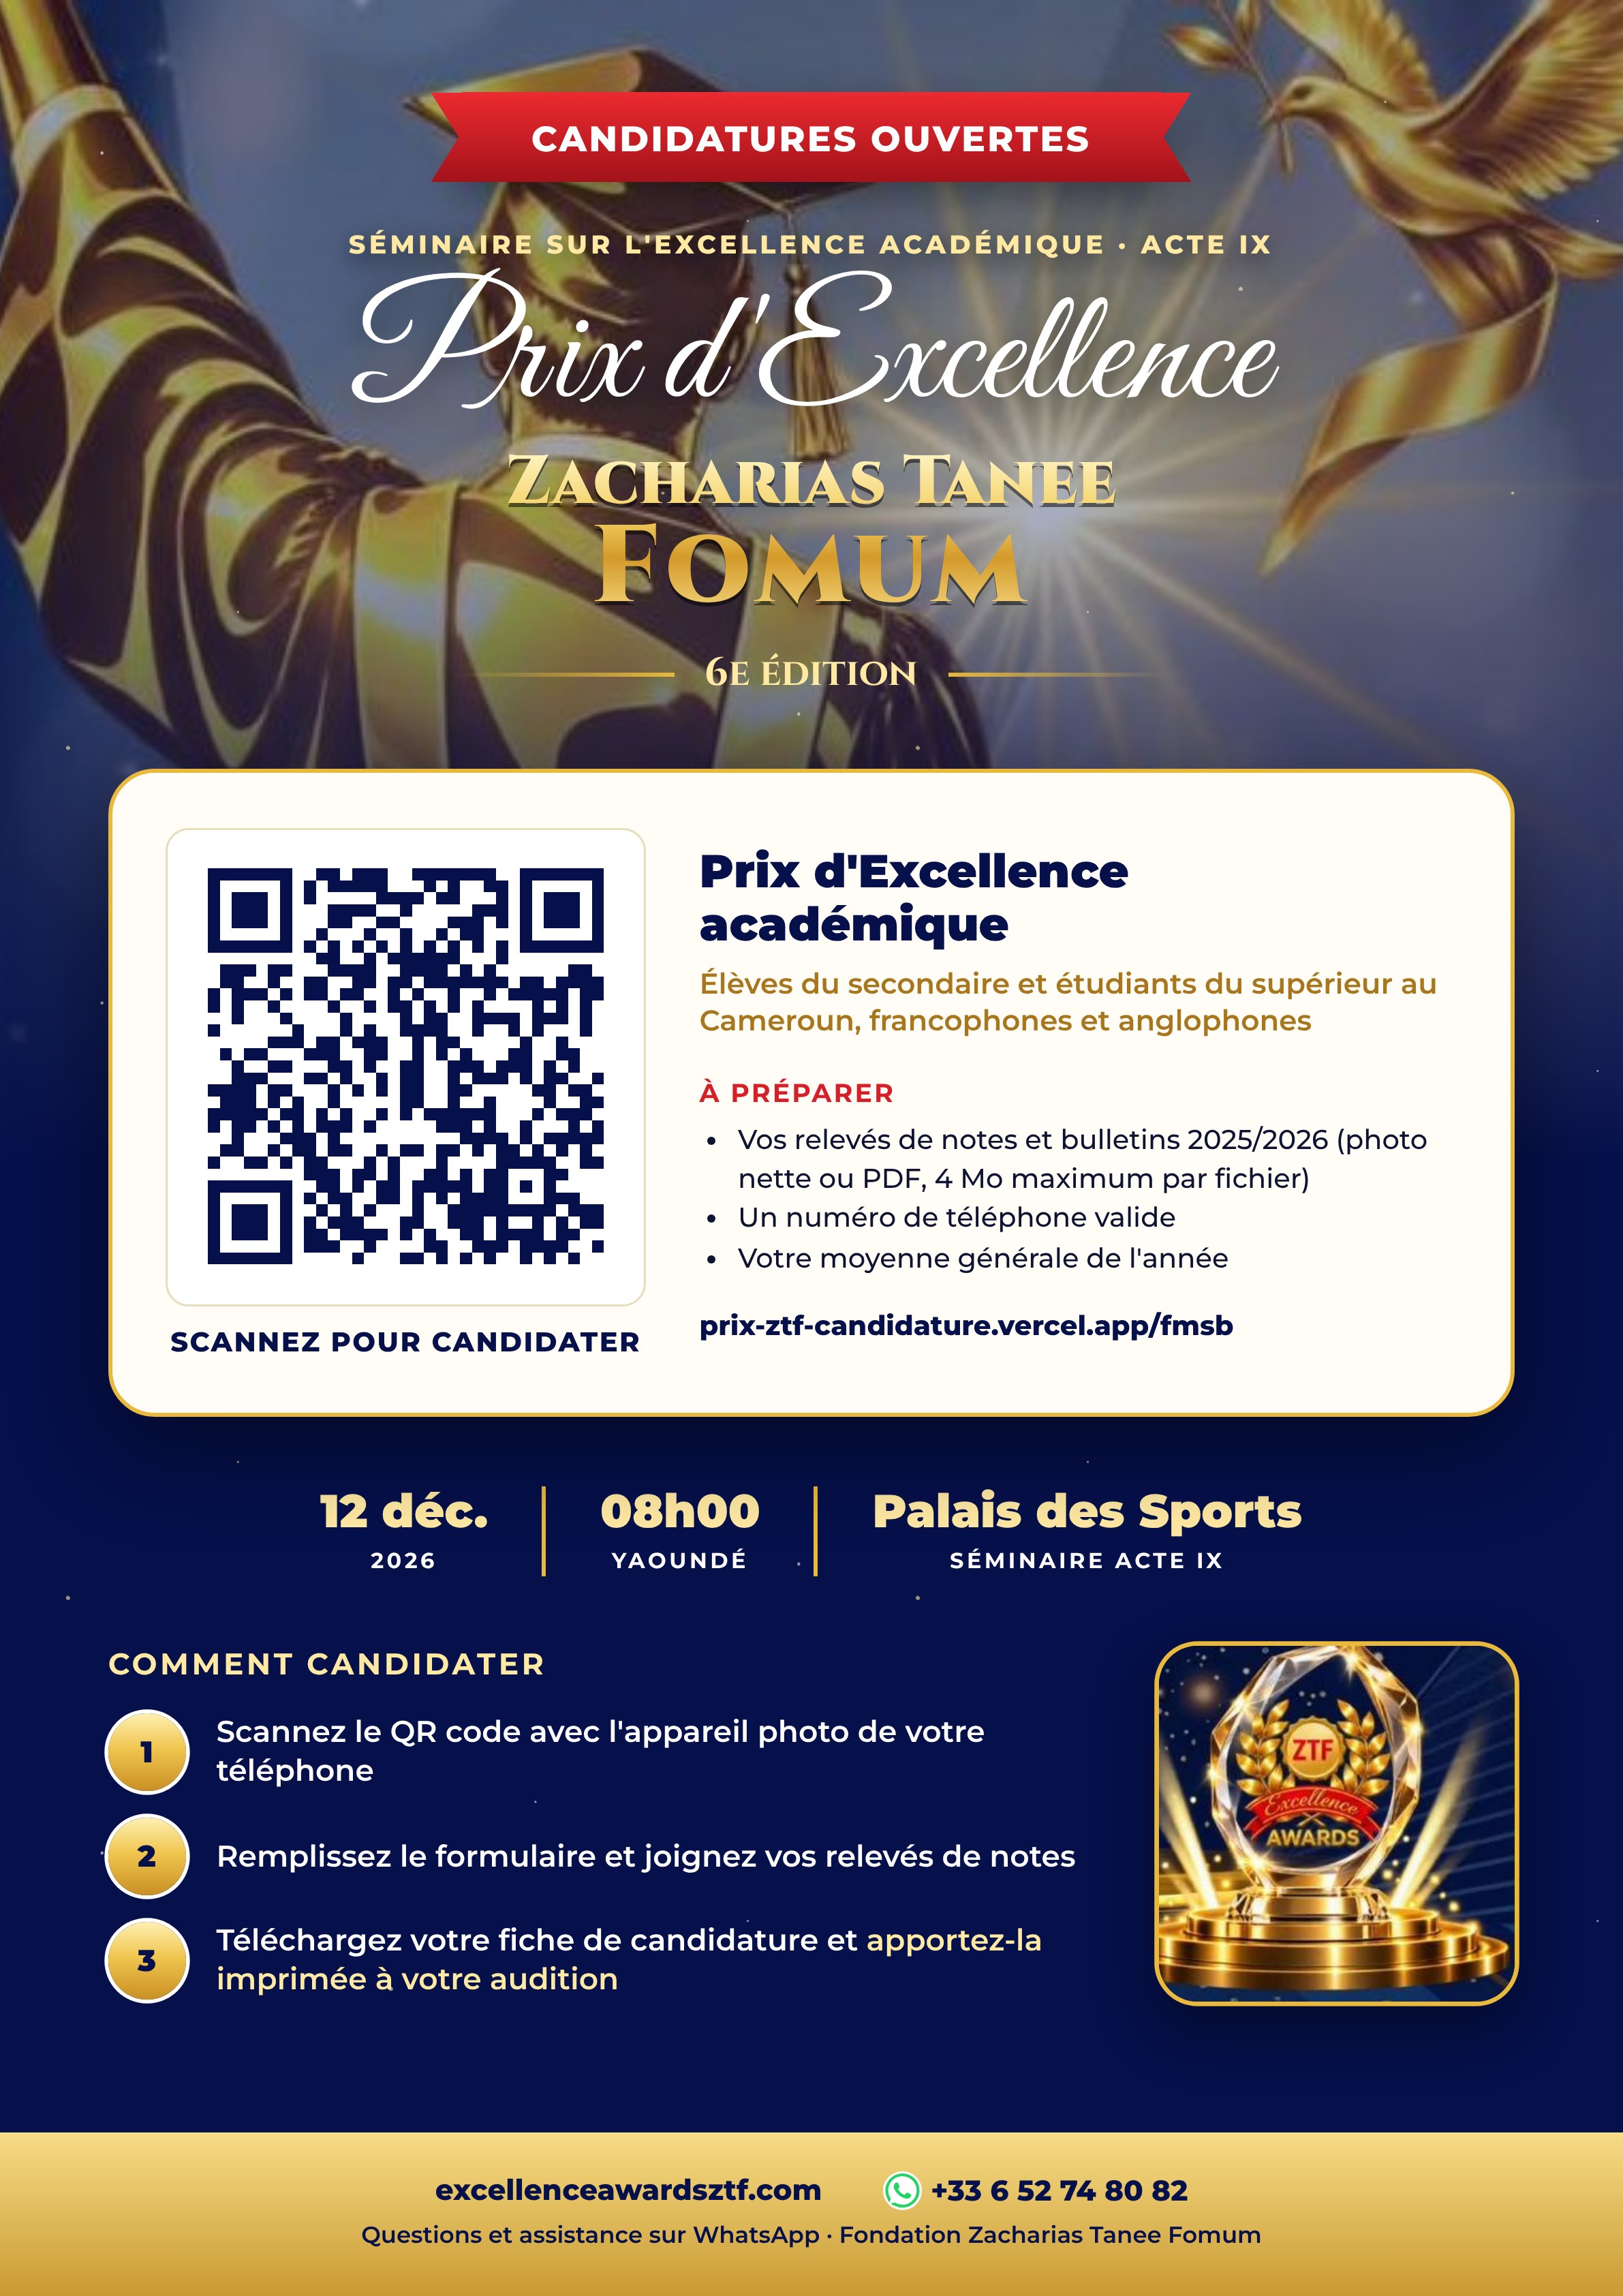 CANDIDATURES OUVERTES
SÉMINAIRE SUR L'EXCELLENCE ACADÉMIQUE · ACTE IX
Prix d'Excellence
ZACHARIAS TANEE
FOMUM
6E ÉDITION
Prix d'Excellence
académique
Élèves du secondaire et étudiants du supérieur au
Cameroun, francophones et anglophones
À PRÉPARER
• Vos relevés de notes et bulletins 2025/2026 (photo
nette ou PDF, 4 Mo maximum par fichier)
• Un numéro de téléphone valide
• Votre moyenne générale de l'année
prix-ztf-candidature.vercel.app/fmsb
SCANNEZ POUR CANDIDATER
12 déc.
2026
08h00
YAOUNDÉ
Palais des Sports
SÉMINAIRE ACTE IX
COMMENT CANDIDATER
1
Scannez le QR code avec l'appareil photo de votre
téléphone
2
Remplissez le formulaire et joignez vos relevés de notes
3
Téléchargez votre fiche de candidature et apportez-la
imprimée à votre audition
ZTF
Excellence
AWARDS
excellenceawardsztf.com
+33 6 52 74 80 82
Questions et assistance sur WhatsApp · Fondation Zacharias Tanee Fomum